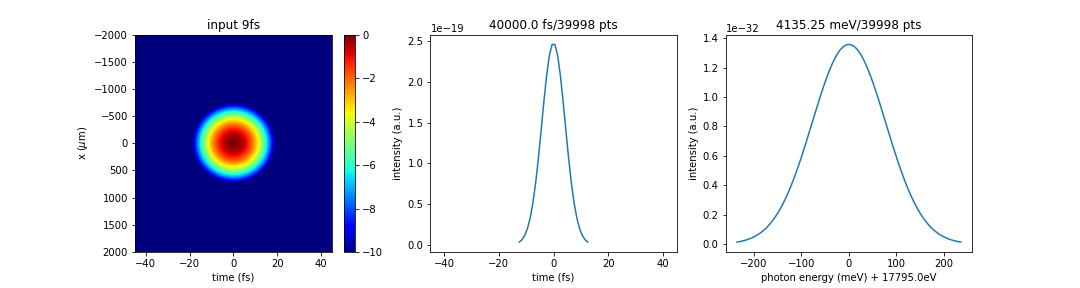 input 9fs
−2000
−1500
−1000
−500
0
500
1000
1500
2000
x (μm)
−40 −20 0 20 40
time (fs)
0
−2
−4
−6
−8
−10
40000.0 fs/39998 pts
1e−19
2.5
2.0
1.5
1.0
0.5
0.0
intensity (a.u.)
−40 −20 0 20 40
time (fs)
4135.25 meV/39998 pts
1e−32
1.4
1.2
1.0
0.8
0.6
0.4
0.2
0.0
intensity (a.u.)
−200 −100 0 100 200
photon energy (meV) + 17795.0eV